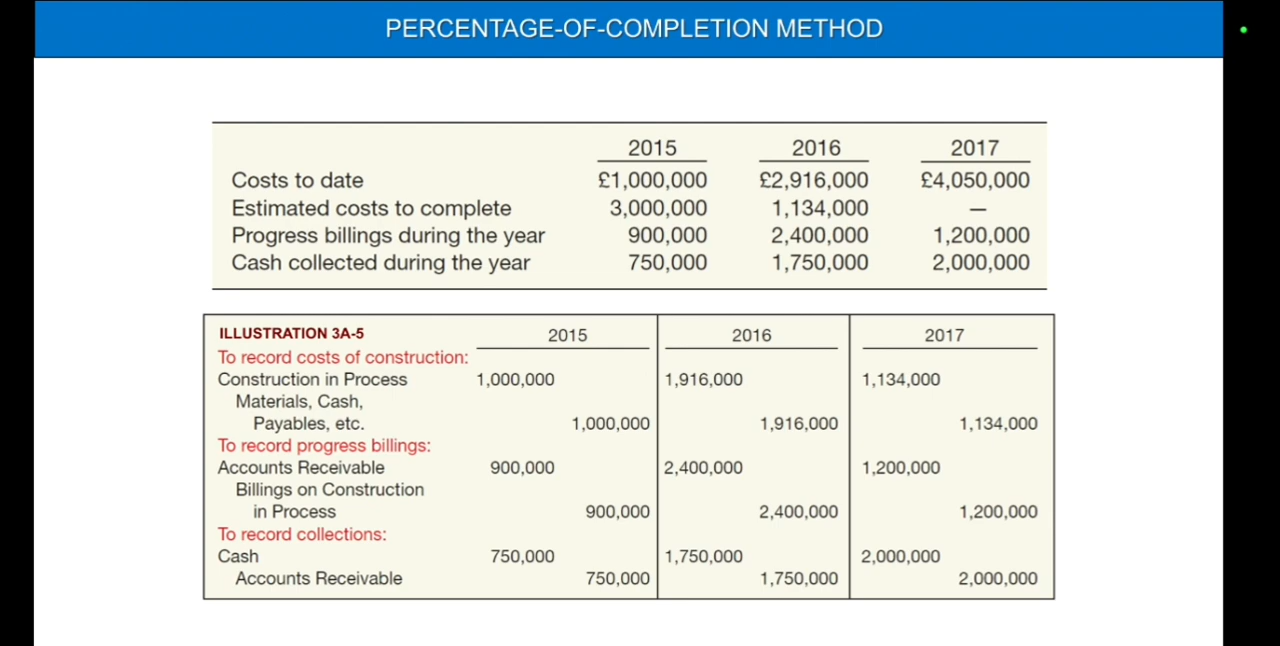 PERCENTAGE-OF-COMPLETION METHOD
2015 2016 2017
Costs to date £1,000,000 £2,916,000 £4,050,000
Estimated costs to complete 3,000,000 1,134,000 —
Progress billings during the year 900,000 2,400,000 1,200,000
Cash collected during the year 750,000 1,750,000 2,000,000
ILLUSTRATION 3A-5 2015 2016 2017
To record costs of construction:
Construction in Process 1,000,000 1,916,000 1,134,000
Materials, Cash,
Payables, etc. 1,000,000 1,916,000 1,134,000
To record progress billings:
Accounts Receivable 900,000 2,400,000 1,200,000
Billings on Construction
in Process 900,000 2,400,000 1,200,000
To record collections:
Cash 750,000 1,750,000 2,000,000
Accounts Receivable 750,000 1,750,000 2,000,000